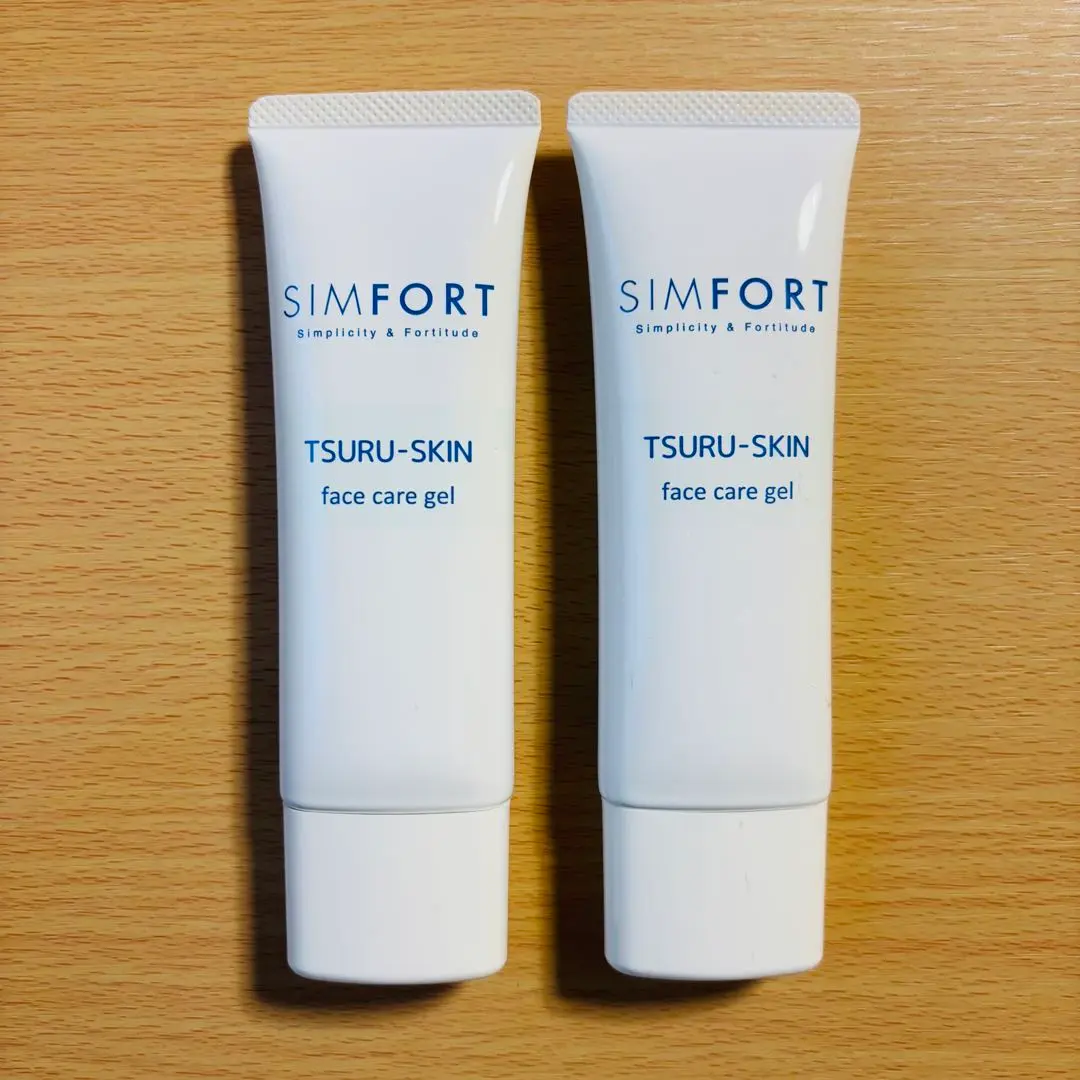 SIMFORT
Simplicity & Fortitude
TSURU-SKIN
face care gel
SIMFORT
Simplicity & Fortitude
TSURU-SKIN
face care gel